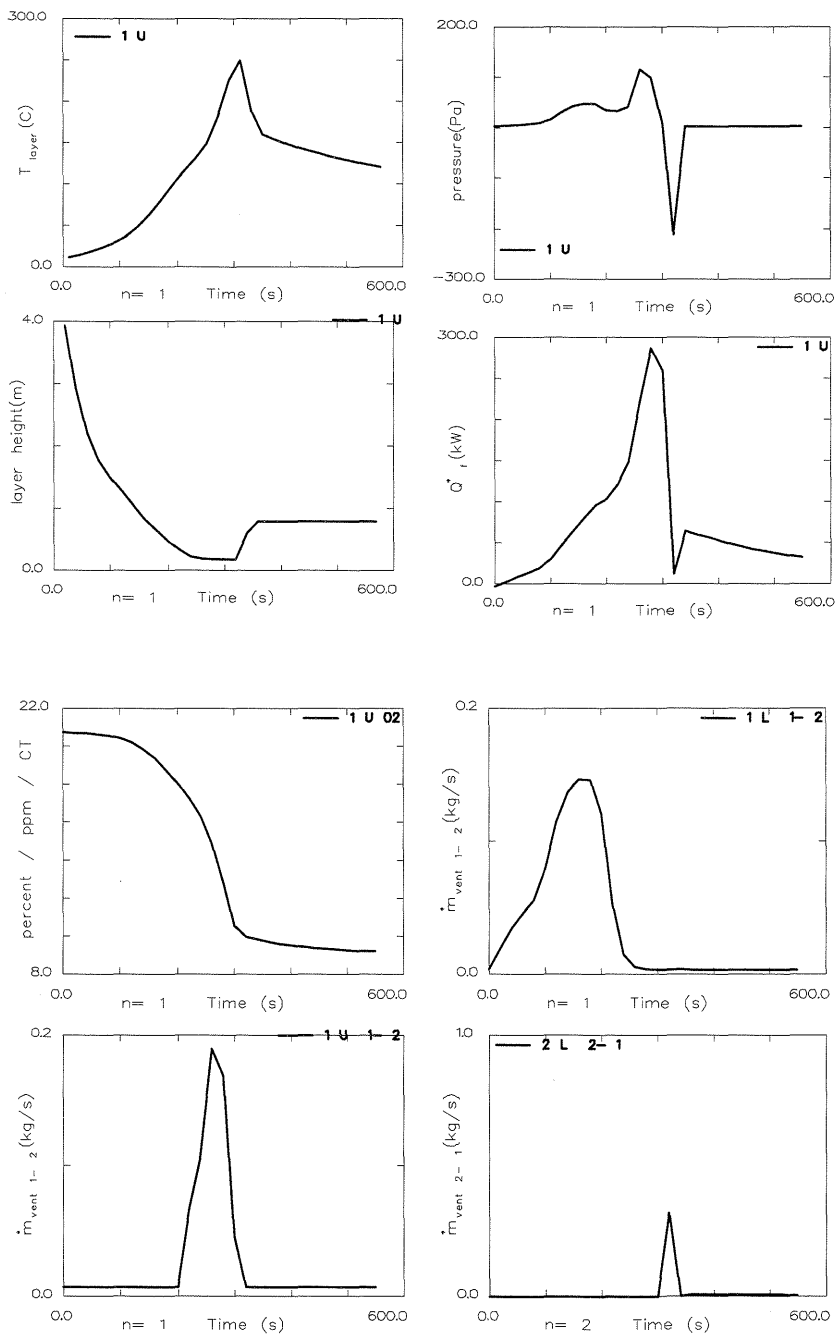 300.0
1 U
T layer (C)
0.0
0.0
n= 1 Time (s)
600.0
200.0
pressure(Pa)
1 U
-300.0
0.0
n= 1 Time (s)
600.0
4.0
1 U
layer height(m)
0.0
0.0
n= 1 Time (s)
600.0
300.0
1 U
Q* f (kW)
0.0
0.0
n= 1 Time (s)
600.0
22.0
1 U O2
percent / ppm / CT
8.0
0.0
n= 1 Time (s)
600.0
0.2
1 L 1- 2
m vent 1- 2 (kg/s)
0.0
0.0
n= 1 Time (s)
600.0
0.2
1 U 1- 2
m vent 1- 2 (kg/s)
0.0
0.0
n= 1 Time (s)
600.0
1.0
2 L 2- 1
m vent 2- 1 (kg/s)
0.0
0.0
n= 2 Time (s)
600.0